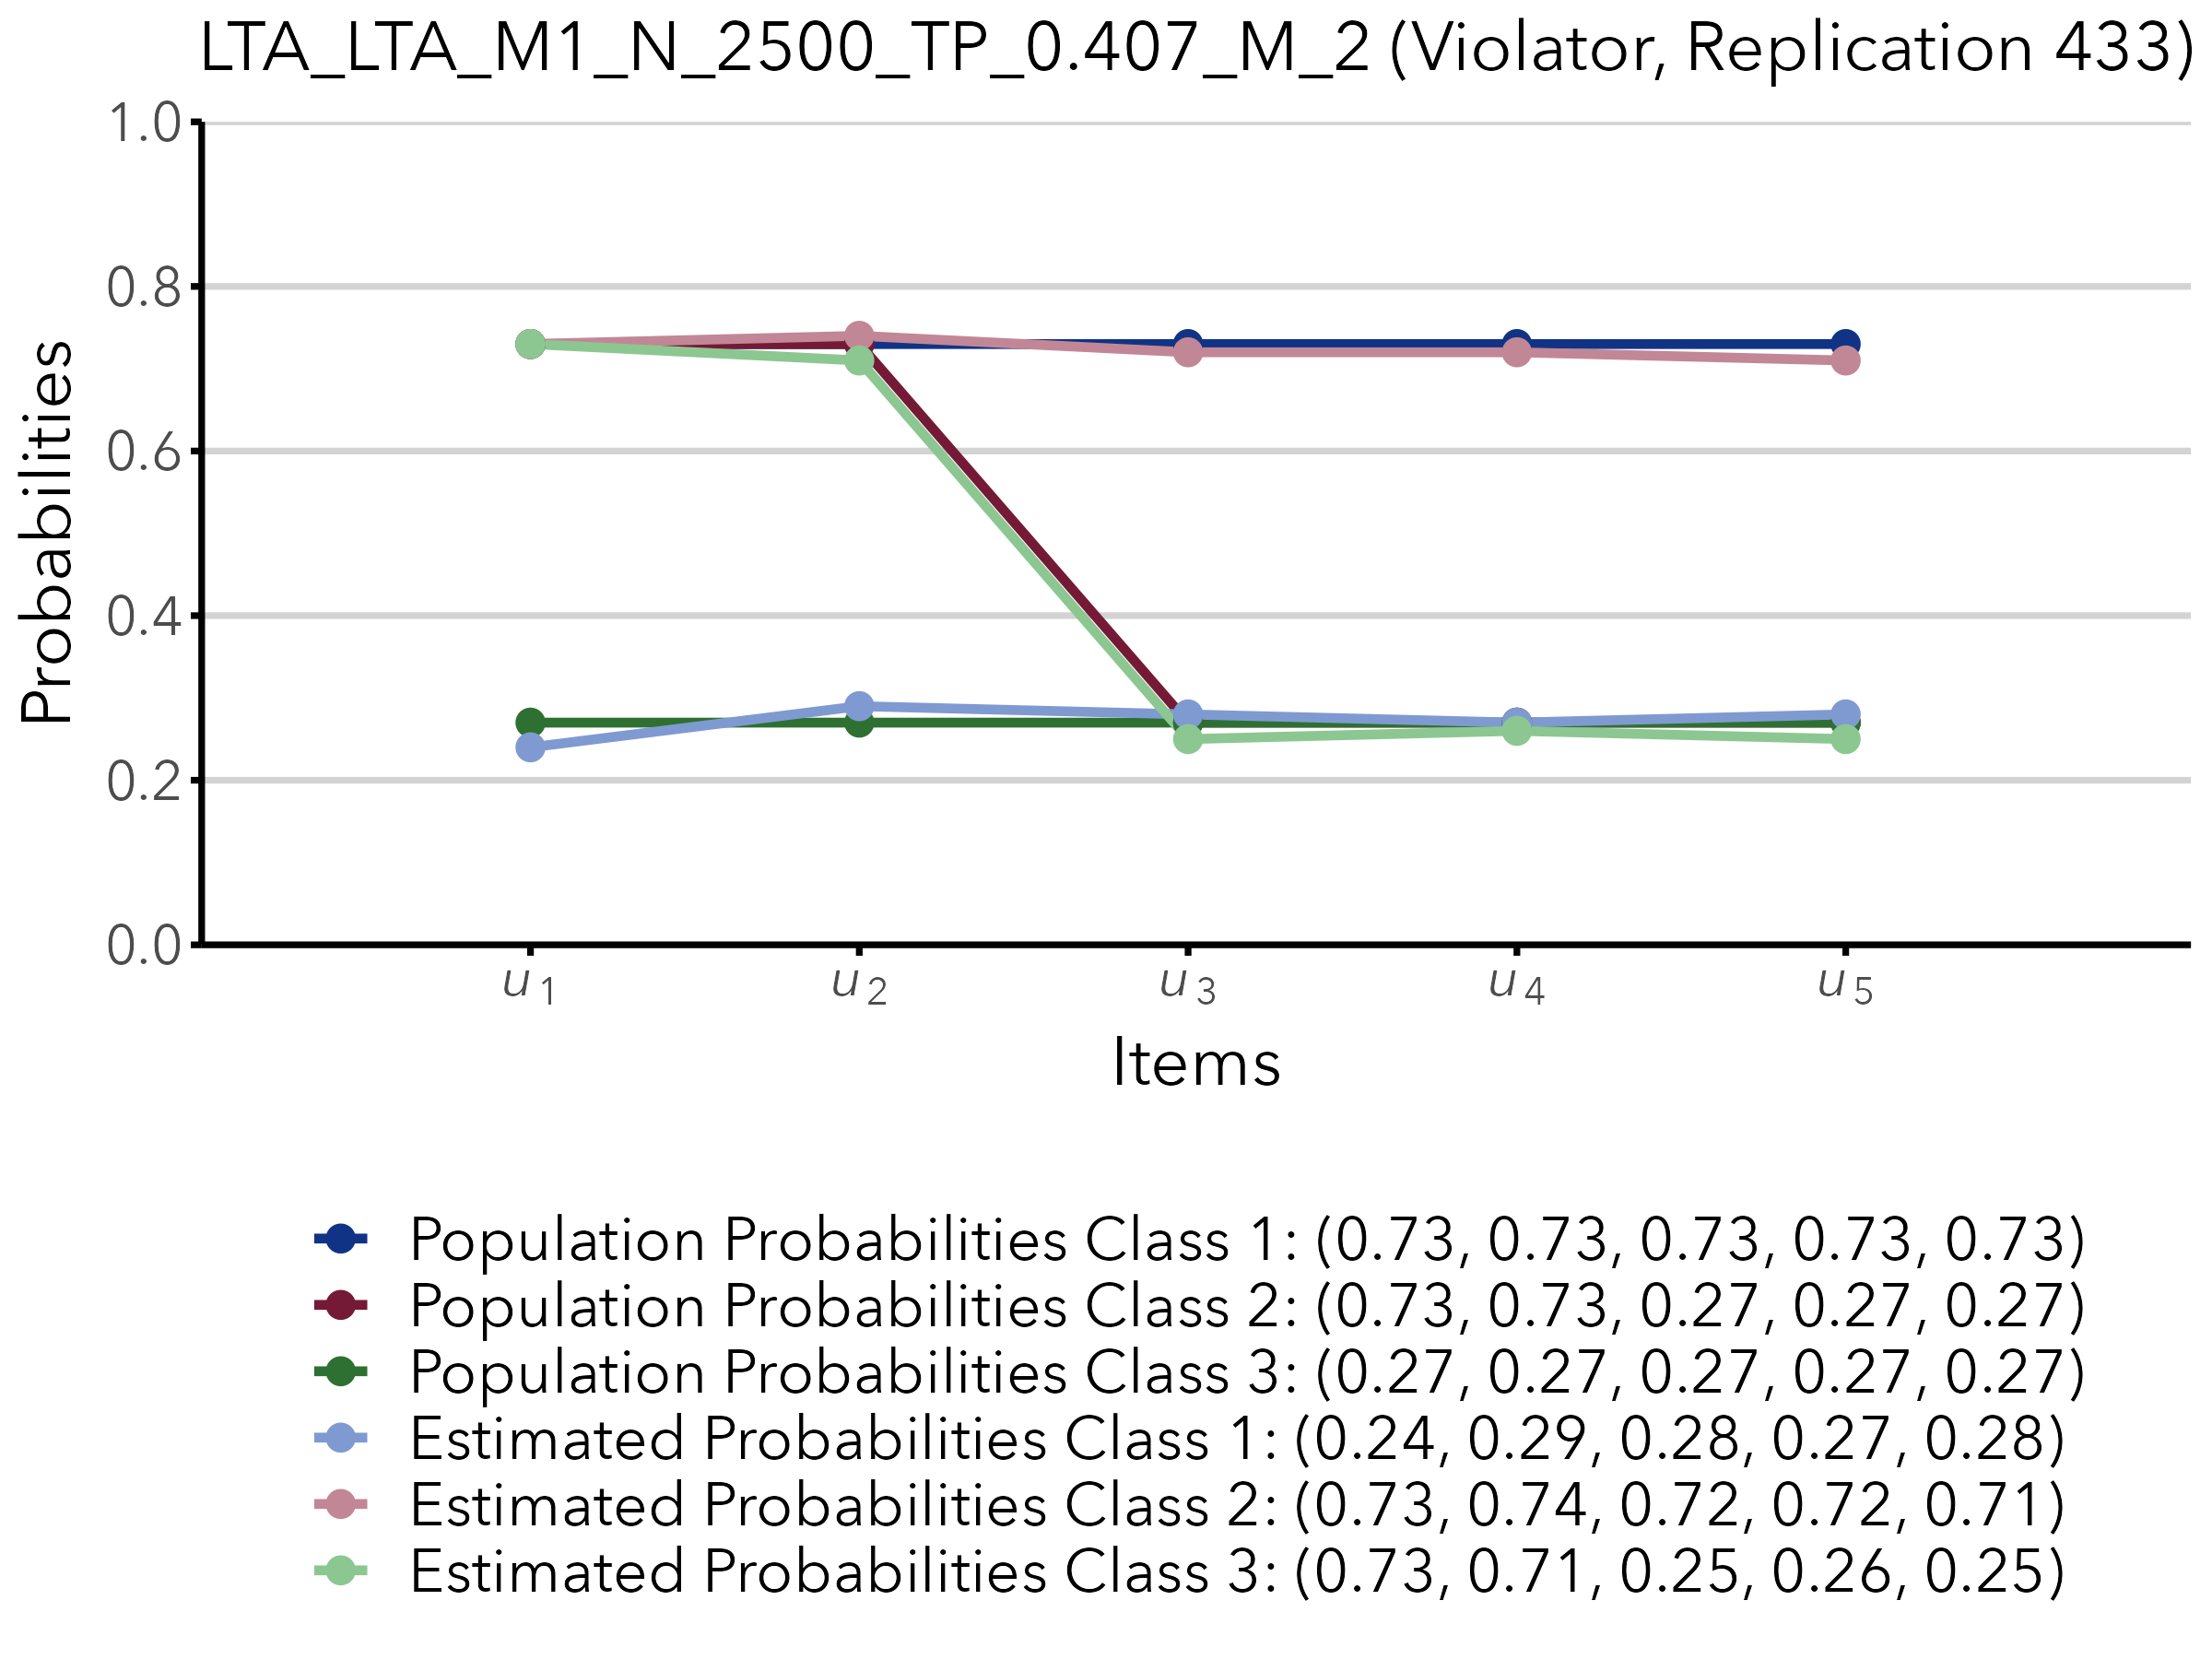 LTA_LTA_M1_N_2500_TP_0.407_M_2 (Violator, Replication 433)
1.0
0.8
0.6
0.4
0.2
0.0
Probabilities
u1 u2 u3 u4 u5
Items
Population Probabilities Class 1: (0.73, 0.73, 0.73, 0.73, 0.73)
Population Probabilities Class 2: (0.73, 0.73, 0.27, 0.27, 0.27)
Population Probabilities Class 3: (0.27, 0.27, 0.27, 0.27, 0.27)
Estimated Probabilities Class 1: (0.24, 0.29, 0.28, 0.27, 0.28)
Estimated Probabilities Class 2: (0.73, 0.74, 0.72, 0.72, 0.71)
Estimated Probabilities Class 3: (0.73, 0.71, 0.25, 0.26, 0.25)